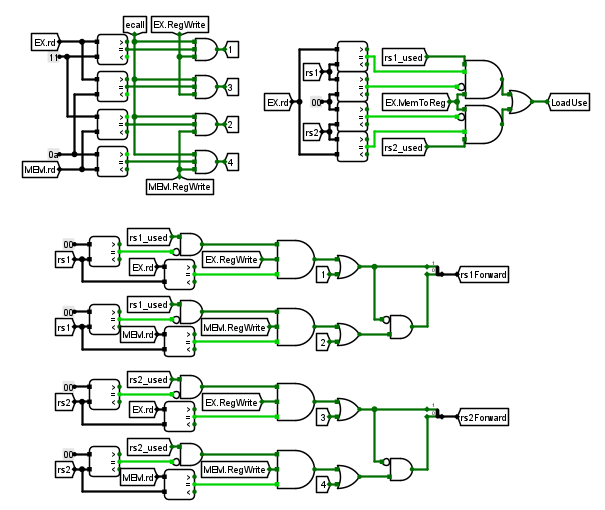 ecall EX.RegWrite
EX.rd > = < 1
11
> = < 3
> = < 2
0a > = < 4
MEM.rd
MEM.RegWrite
rs1_used
> = <
rs1
> = <
EX.rd 00 EX.MemToReg LoadUse
> = <
rs2
> = <
rs2_used
00 > = < rs1_used
rs1 EX.rd > = < EX.RegWrite 1 rs1Forward
00 > = < rs1_used
rs1 MEM.rd > = < MEM.RegWrite 2
00 > = < rs2_used
rs2 EX.rd > = < EX.RegWrite 3 rs2Forward
00 > = < rs2_used
rs2 MEM.rd > = < MEM.RegWrite 4